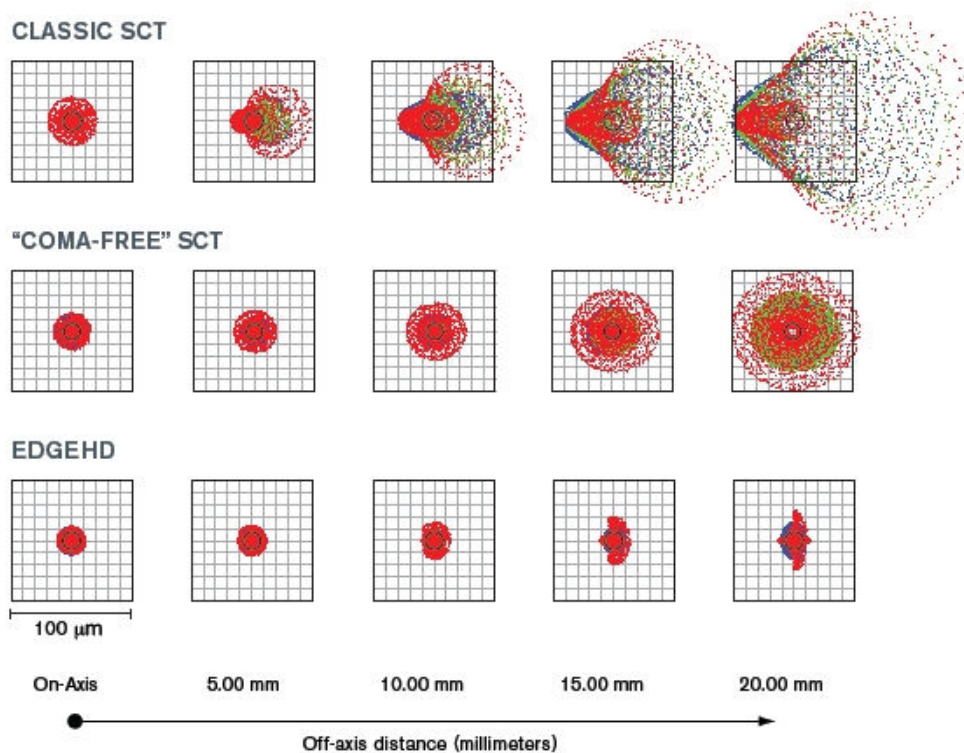 CLASSIC SCT
“COMA-FREE” SCT
EDGEHD
100 µm
On-Axis 5.00 mm 10.00 mm 15.00 mm 20.00 mm
Off-axis distance (millimeters)